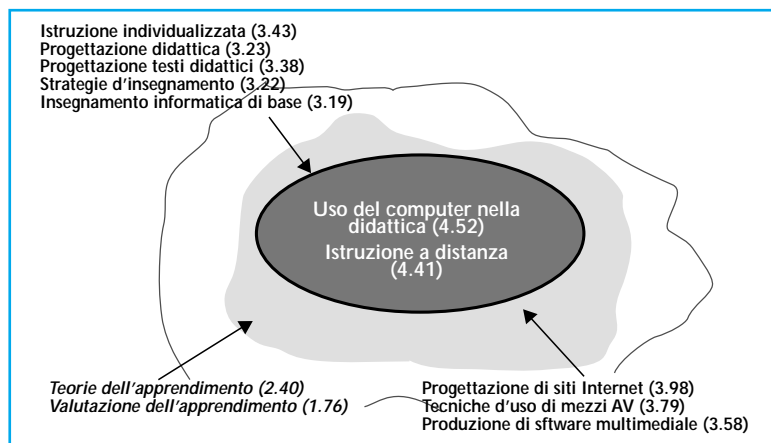 Istruzione individualizzata (3.43)
Progettazione didattica (3.23)
Progettazione testi didattici (3.38)
Strategie d'insegnamento (3.22)
Insegnamento informatica di base (3.19)
Uso del computer nella
didattica (4.52)
Istruzione a distanza
(4.41)
Teorie dell'apprendimento (2.40)
Valutazione dell'apprendimento (1.76)
Progettazione di siti Internet (3.98)
Tecniche d'uso di mezzi AV (3.79)
Produzione di sftware multimediale (3.58)